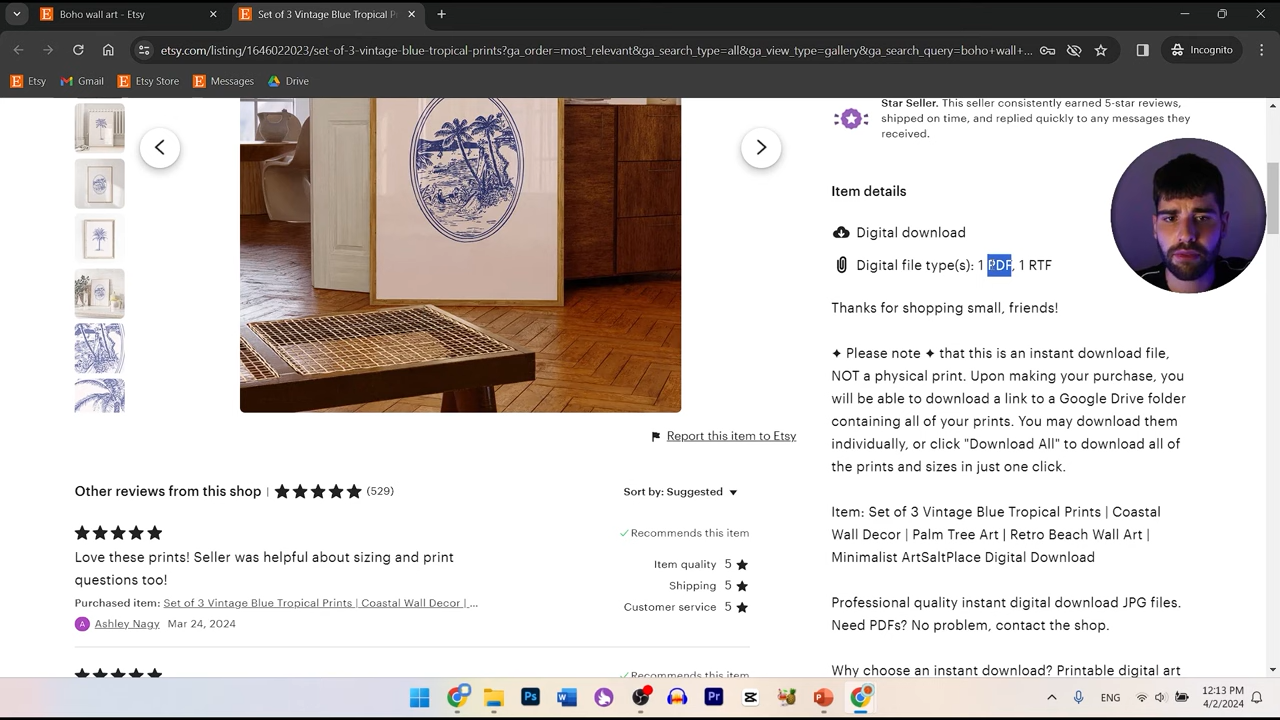 Boho wall art - Etsy
Set of 3 Vintage Blue Tropical Pri
etsy.com/listing/1646022023/set-of-3-vintage-blue-tropical-prints?ga_order=most_relevant&ga_search_type=all&ga_view_type=gallery&ga_search_query=boho+wall+...
Incognito
Etsy
Gmail
Etsy Store
Messages
Drive
Star Seller. This seller consistently earned 5-star reviews,
shipped on time, and replied quickly to any messages they
received.
Item details
Digital download
Digital file type(s): 1 PDF, 1 RTF
Thanks for shopping small, friends!
✦ Please note ✦ that this is an instant download file,
NOT a physical print. Upon making your purchase, you
will be able to download a link to a Google Drive folder
containing all of your prints. You may download them
individually, or click "Download All" to download all of
the prints and sizes in just one click.
Item: Set of 3 Vintage Blue Tropical Prints | Coastal
Wall Decor | Palm Tree Art | Retro Beach Wall Art |
Minimalist ArtSaltPlace Digital Download
Professional quality instant digital download JPG files.
Need PDFs? No problem, contact the shop.
Why choose an instant download? Printable digital art
Report this item to Etsy
Other reviews from this shop | (529)
Sort by: Suggested
Recommends this item
Love these prints! Seller was helpful about sizing and print
questions too!
Item quality 5
Shipping 5
Customer service 5
Purchased item: Set of 3 Vintage Blue Tropical Prints | Coastal Wall Decor | ...
A Ashley Nagy Mar 24, 2024
Recommends this item
ENG
12:13 PM
4/2/2024